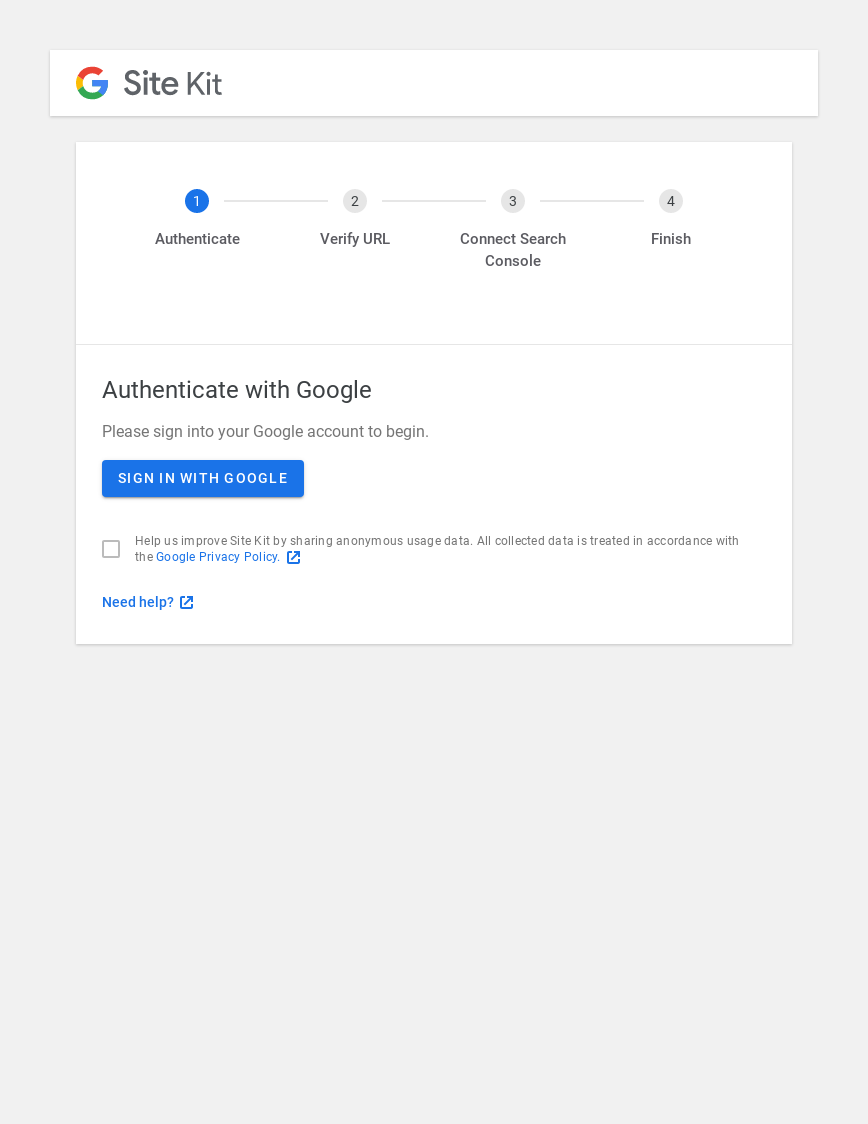 Site Kit
1
2
3
4
Authenticate
Verify URL
Connect Search
Console
Finish
Authenticate with Google
Please sign into your Google account to begin.
SIGN IN WITH GOOGLE
Help us improve Site Kit by sharing anonymous usage data. All collected data is treated in accordance with
the Google Privacy Policy.
Need help?